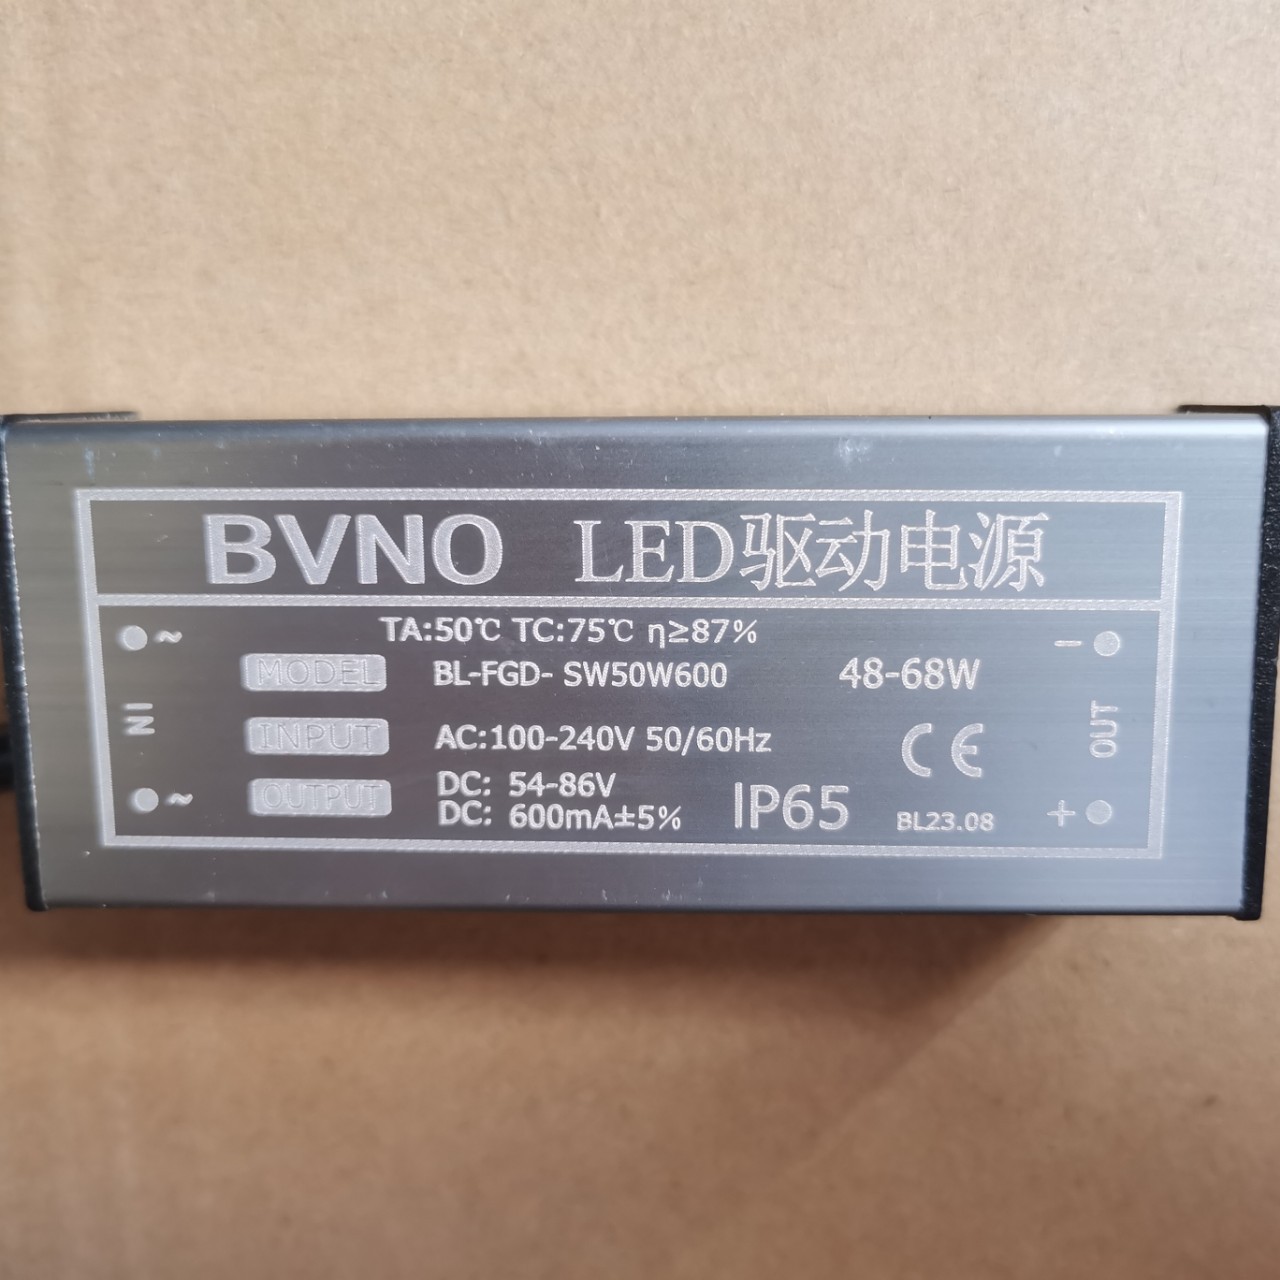 BVNO LED驱动电源
TA:50℃ TC:75℃ η≥87%
MODEL BL-FGD- SW50W600 48-68W
INPUT AC:100-240V 50/60Hz
OUTPUT DC: 54-86V
DC: 600mA±5%
CE
IP65
BL23.08
~
IN
~
−
OUT
+